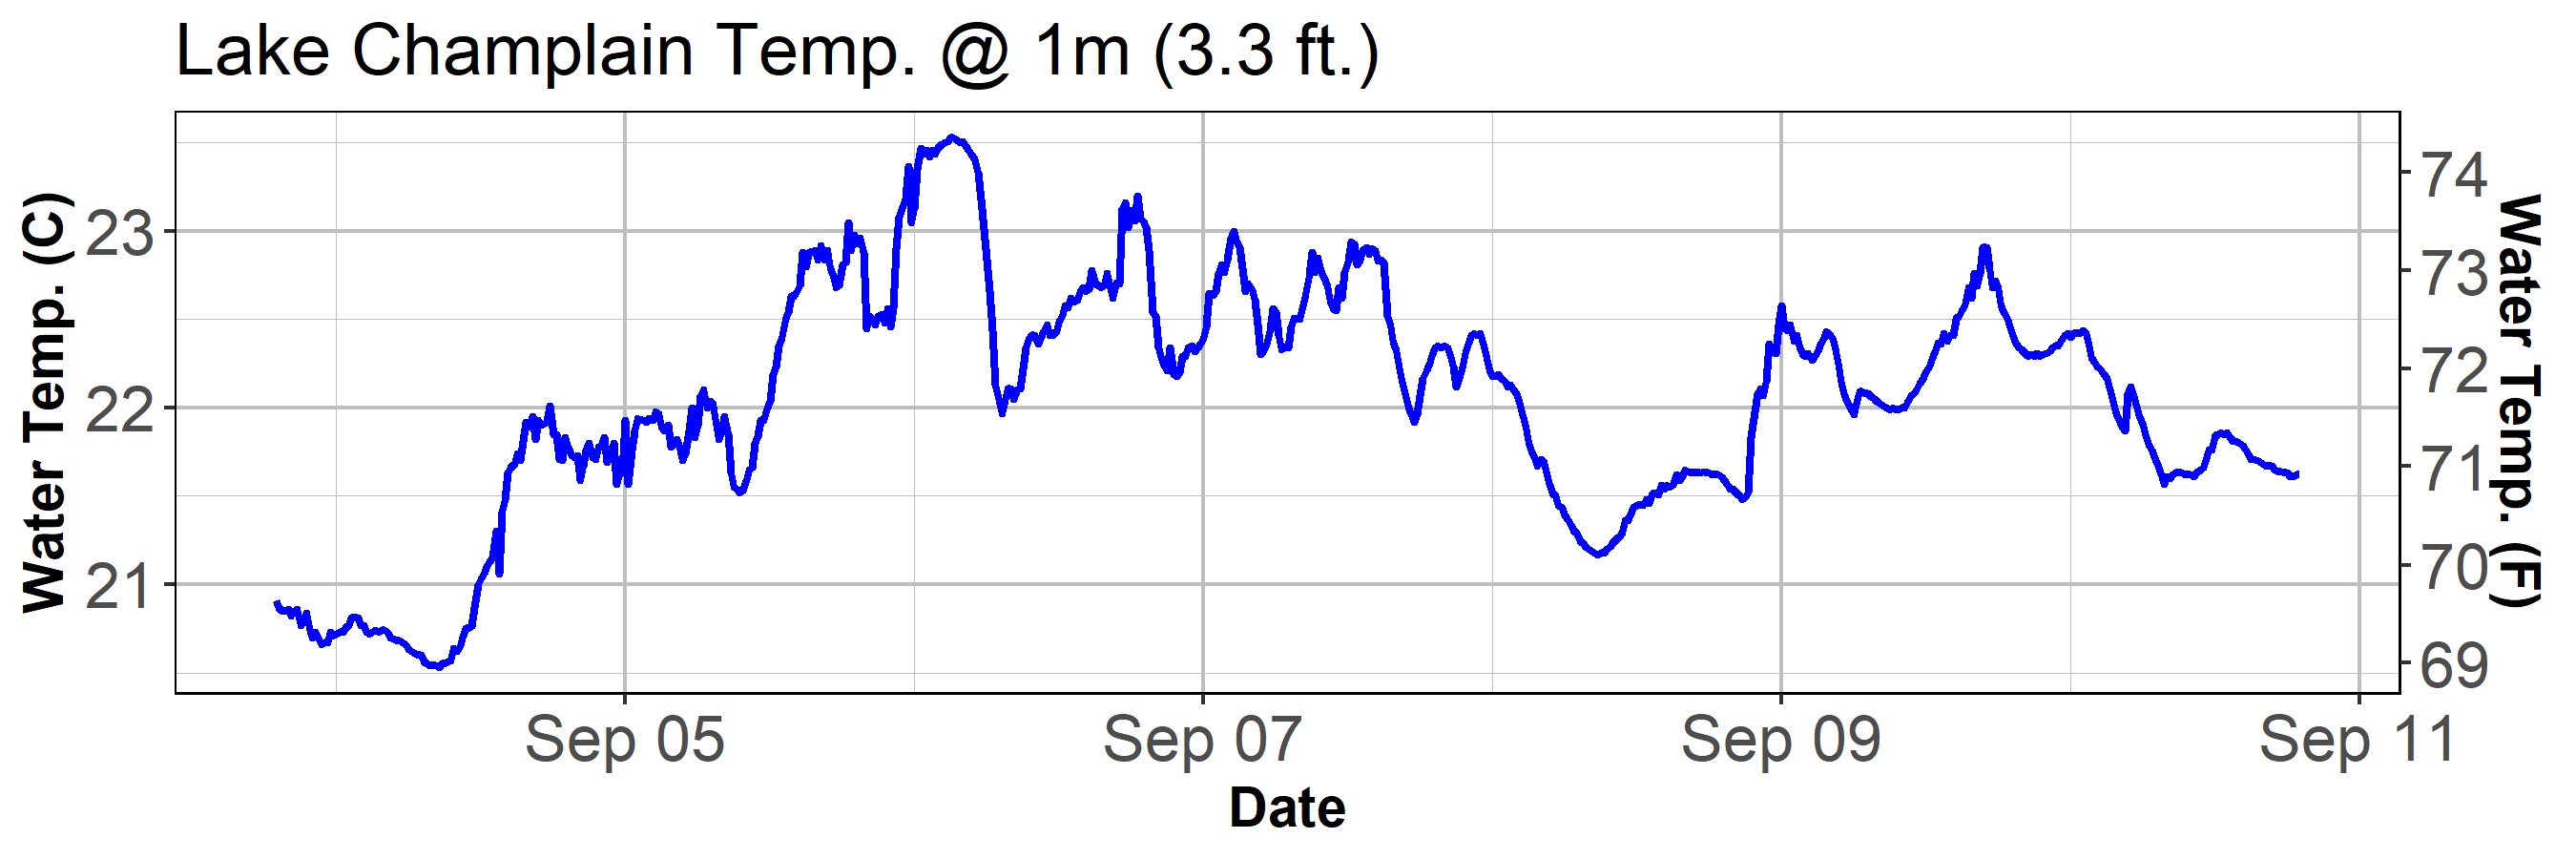 Lake Champlain Temp. @ 1m (3.3 ft.)
Water Temp. (C)
23
22
21
74
73
72
71
70
69
Water Temp. (F)
Sep 05 Sep 07 Sep 09 Sep 11
Date